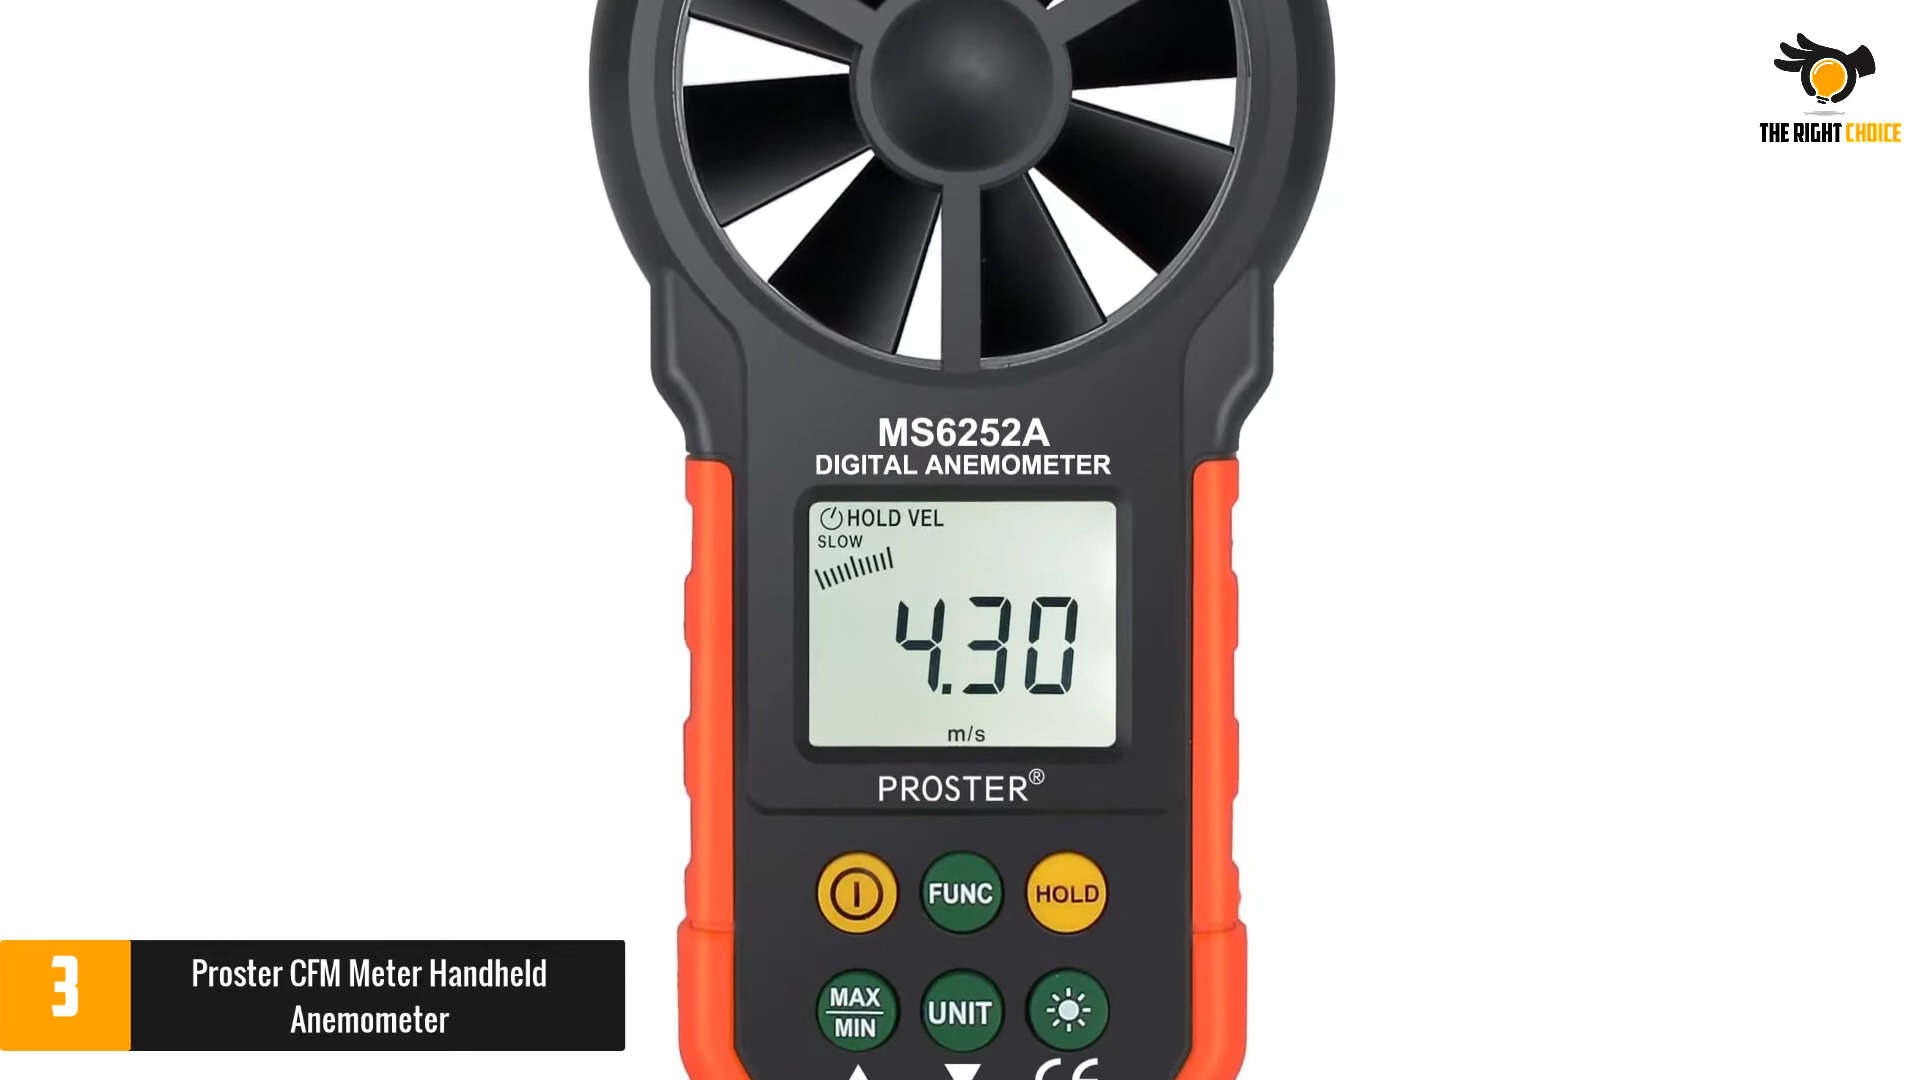 THE RIGHT CHOICE
MS6252A
DIGITAL ANEMOMETER
HOLD VEL
SLOW
4.30
m/s
PROSTER®
FUNC
HOLD
MAX
MIN
UNIT
CE
3
Proster CFM Meter Handheld
Anemometer